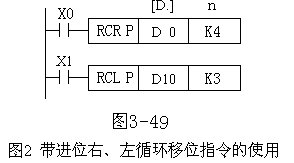 [D.] n
X0
RCR P D 0 K4
X1
RCL P D10 K3
图3-49
图2 带进位右、左循环移位指令的使用